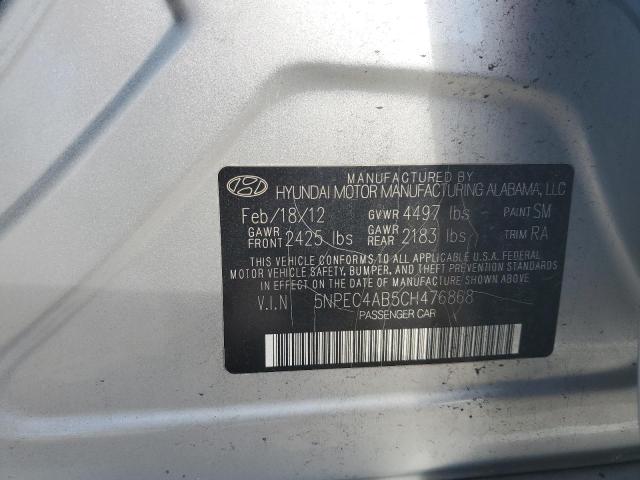 MANUFACTURED BY
HYUNDAI MOTOR MANUFACTURING ALABAMA, LLC
Feb/18/12 GVWR 4497 lbs PAINT SM
GAWR FRONT 2425 lbs GAWR REAR 2183 lbs TRIM RA
THIS VEHICLE CONFORMS TO ALL APPLICABLE U.S.A. FEDERAL
MOTOR VEHICLE SAFETY, BUMPER, AND THEFT PREVENTION
STANDARDS IN EFFECT ON THE DATE OF MANUFACTURE SHOWN ABOVE
V.I.N 5NPEC4AB5CH476868
PASSENGER CAR